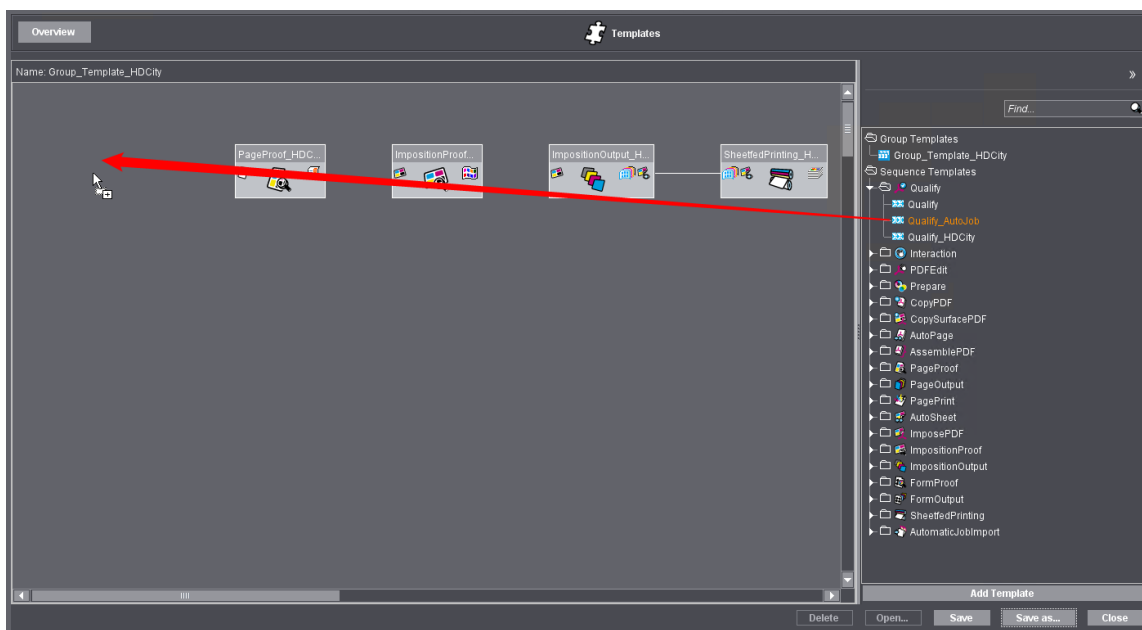 Overview
Templates
Name: Group_Template_HDCity
»
Find...
PageProof_HDC...
ImpositionProof...
ImpositionOutput_H...
SheetfedPrinting_H...
Group Templates
Group_Template_HDCity
Sequence Templates
Qualify
Qualify
Qualify_AutoJob
Qualify_HDCity
Interaction
PDFEdit
Prepare
CopyPDF
CopySurfacePDF
AutoPage
AssemblePDF
PageProof
PageOutput
PagePrint
AutoSheet
ImposePDF
ImpositionProof
ImpositionOutput
FormProof
FormOutput
SheetfedPrinting
AutomaticJobImport
Add Template
Delete
Open...
Save
Save as...
Close